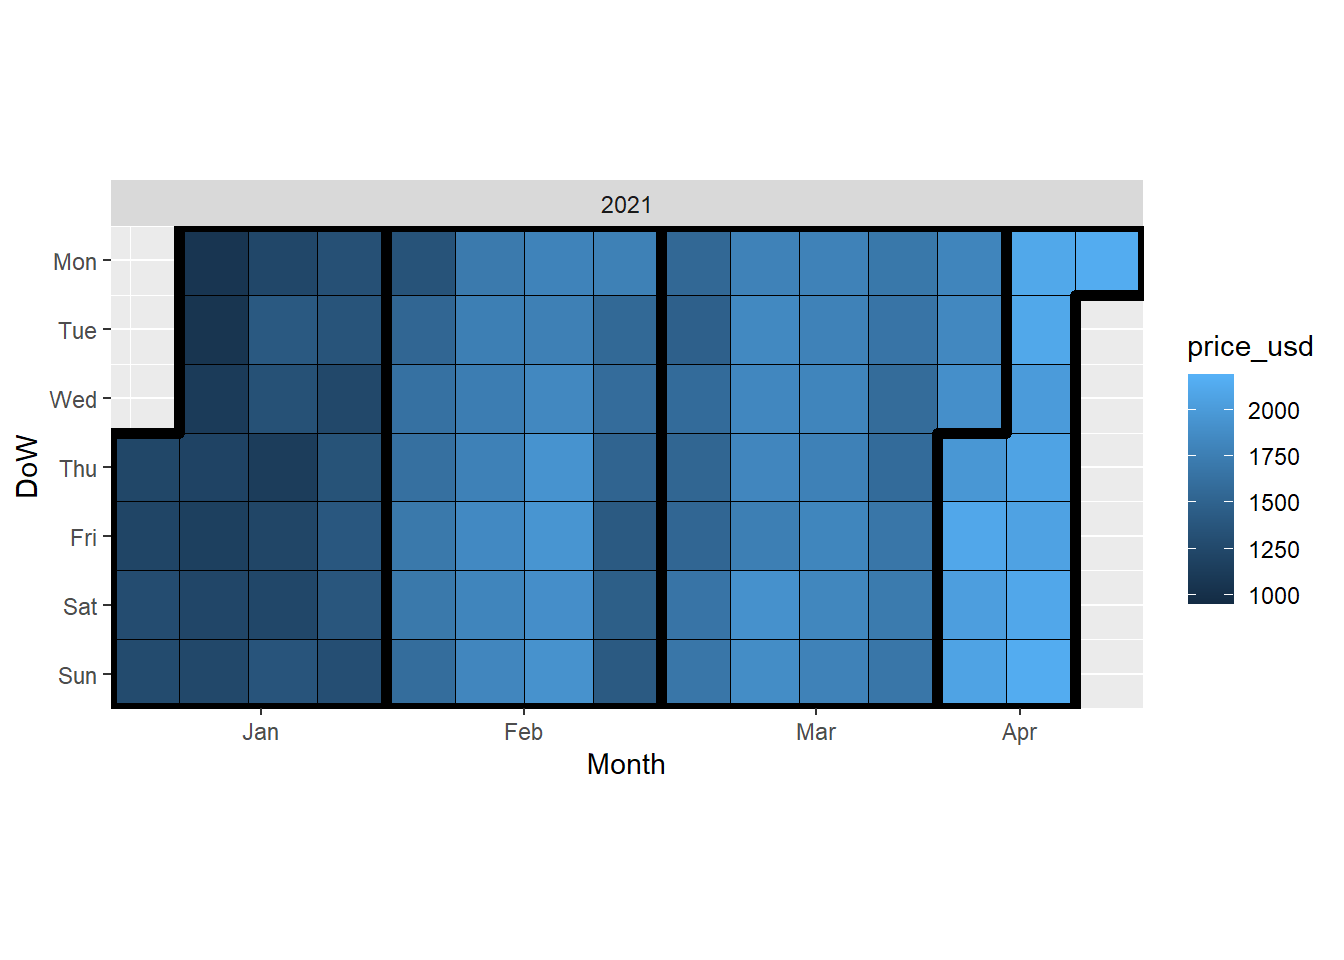 2021
DoW
Mon
Tue
Wed
Thu
Fri
Sat
Sun
Jan Feb Mar Apr
Month
price_usd
2000
1750
1500
1250
1000